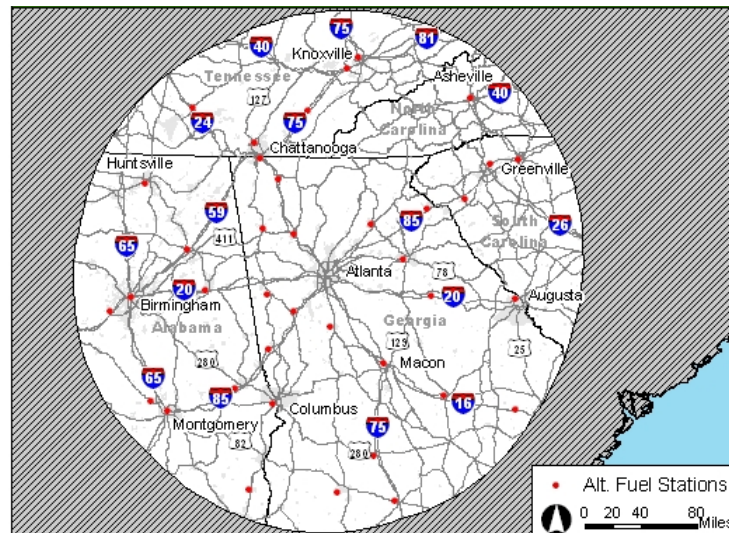 75
40
Knoxville
81
Tennessee
Asheville
127
40
North
Carolina
24
75
Chattanooga
Huntsville
Greenville
59
85
South
Carolina
26
411
65
Atlanta
78
20
20
Birmingham
Augusta
Alabama
Georgia
129
25
280
Macon
65
85
16
Columbus
Montgomery
75
82
280
Alt. Fuel Stations
0 20 40 80
Miles